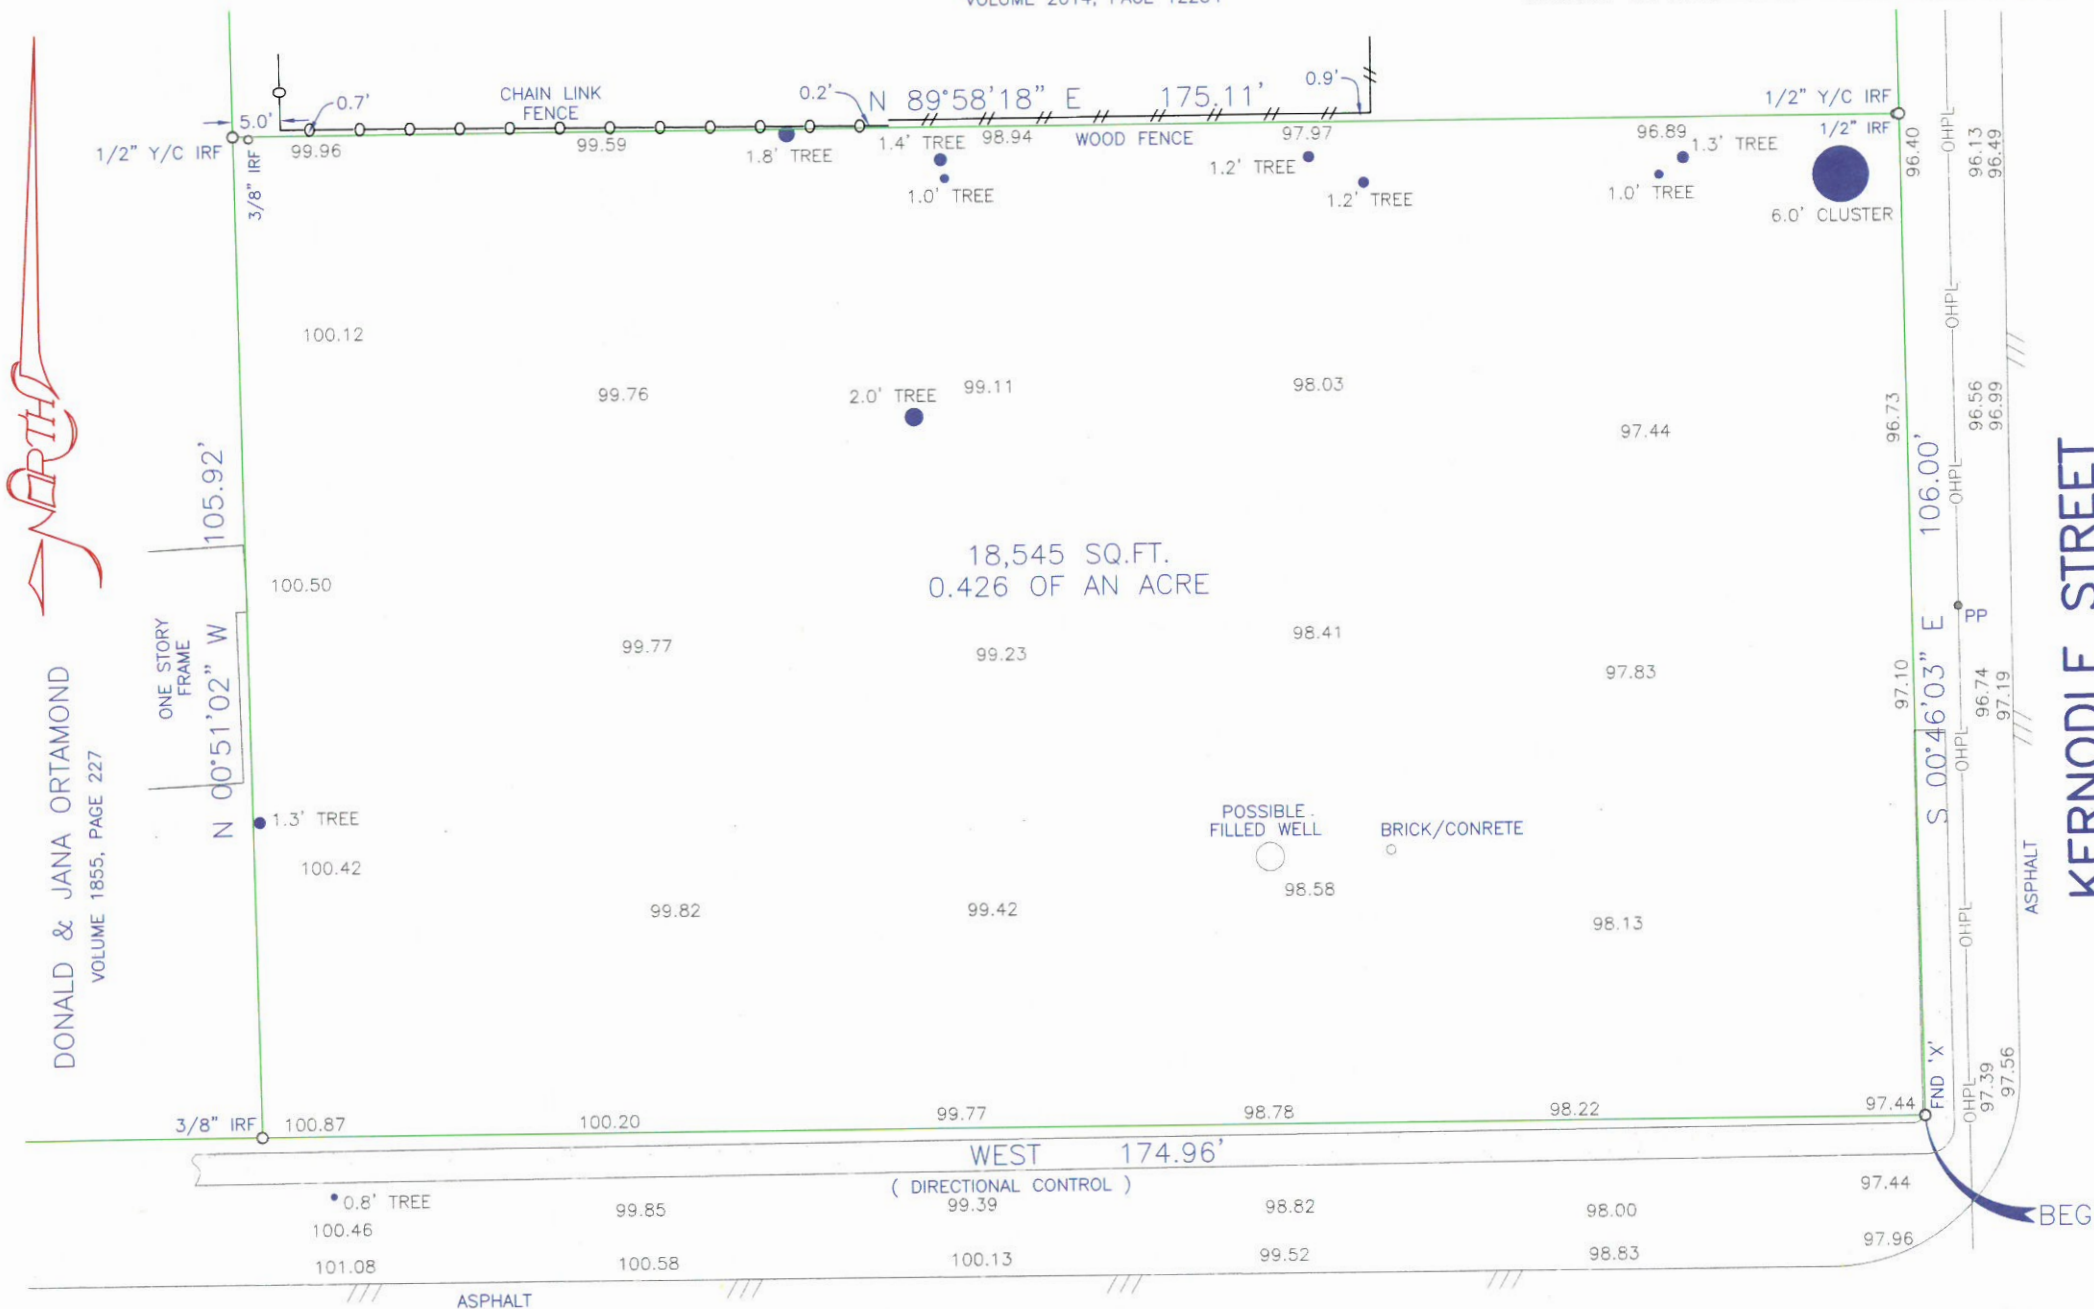 VOLUME 2014, PAGE 12284
CHAIN LINK
FENCE
0.7'
5.0'
0.2'
N 89°58'18" E 175.11'
0.9'
1/2" Y/C IRF
1/2" IRF
1/2" Y/C IRF
3/8" IRF
99.96
99.59
1.8' TREE
1.4' TREE
98.94
WOOD FENCE
97.97
96.89
1.3' TREE
1.0' TREE
1.2' TREE
1.2' TREE
1.0' TREE
6.0' CLUSTER
96.40
OHPL
96.13
96.49
NORTH
100.12
99.76
2.0' TREE
99.11
98.03
97.44
96.73
OHPL
96.56
96.99
OHPL
105.92'
N 00°51'02" W
106.00'
S 00°46'03" E
18,545 SQ.FT.
0.426 OF AN ACRE
100.50
ONE STORY
FRAME
99.77
99.23
98.41
97.83
97.10
PP
96.74
97.19
OHPL
KERNODLE STREET
DONALD & JANA ORTAMOND
VOLUME 1855, PAGE 227
1.3' TREE
100.42
99.82
99.42
POSSIBLE
FILLED WELL
BRICK/CONRETE
98.58
98.13
OHPL
ASPHALT
3/8" IRF
100.87
100.20
99.77
98.78
98.22
97.44
FND 'X'
OHPL
97.39
97.56
WEST 174.96'
( DIRECTIONAL CONTROL )
0.8' TREE
100.46
99.85
99.39
98.82
98.00
97.44
BEG
101.08
100.58
100.13
99.52
98.83
97.96
ASPHALT